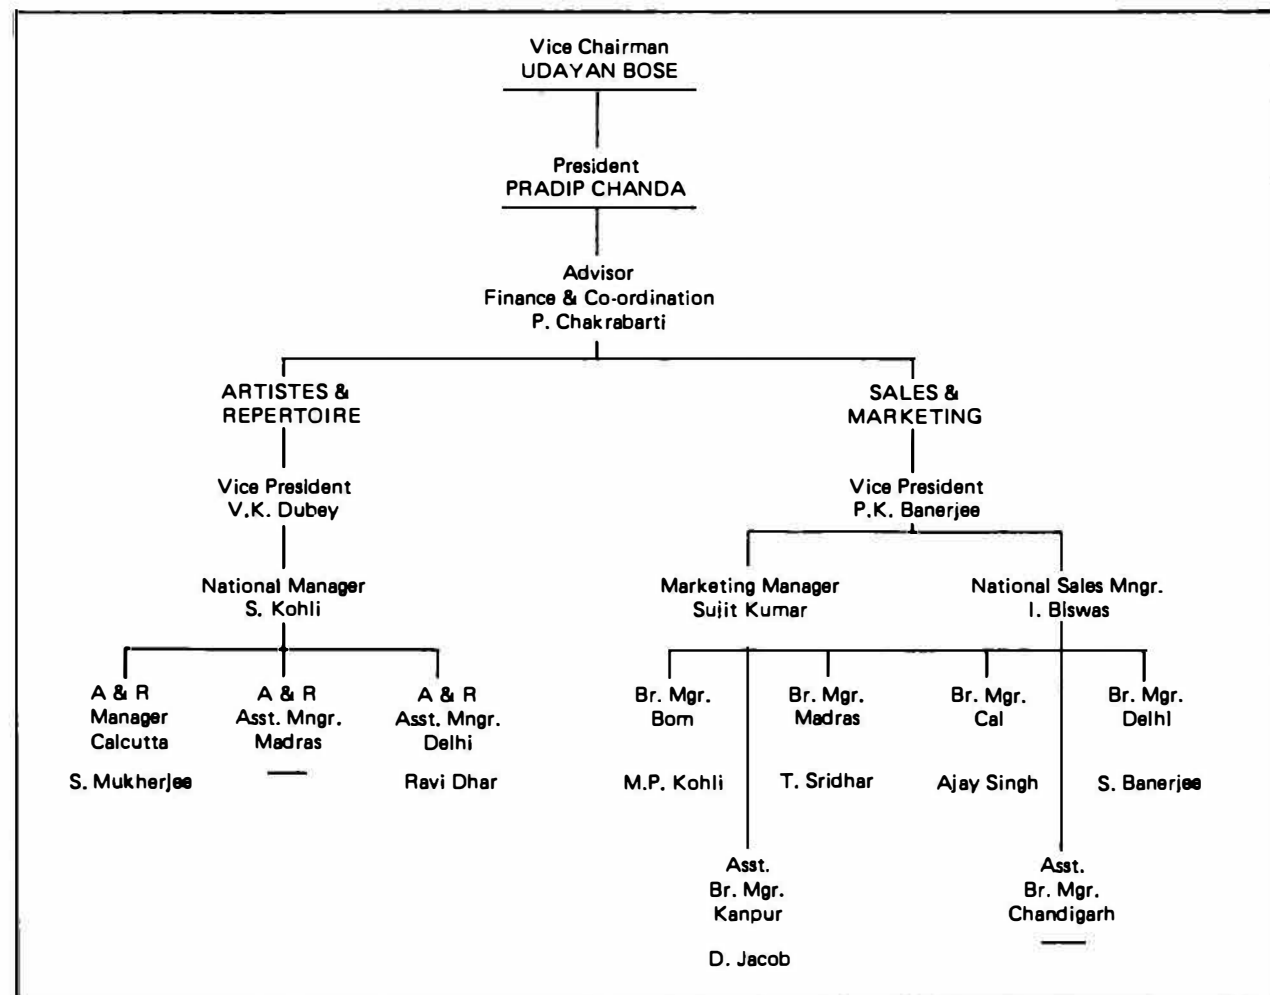 Vice Chairman
UDAYAN BOSE
President
PRADIP CHANDA
Advisor
Finance & Co-ordination
P. Chakrabarti
ARTISTES &
REPERTOIRE
Vice President
V.K. Dubey
National Manager
S. Kohli
A & R
Manager
Calcutta
S. Mukherjee
A & R
Asst. Mngr.
Madras
A & R
Asst. Mngr.
Delhi
Ravi Dhar
SALES &
MARKETING
Vice President
P.K. Banerjee
Marketing Manager
Sujit Kumar
National Sales Mngr.
I. Biswas
Br. Mgr.
Bom
M.P. Kohli
Br. Mgr.
Madras
T. Sridhar
Br. Mgr.
Cal
Ajay Singh
Br. Mgr.
Delhi
S. Banerjee
Asst.
Br. Mgr.
Kanpur
D. Jacob
Asst.
Br. Mgr.
Chandigarh